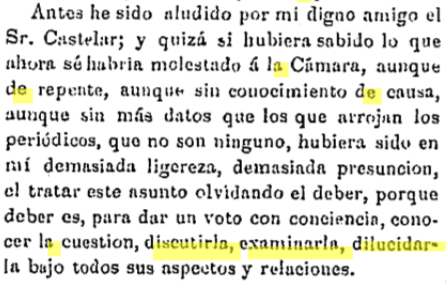 Antes he sido aludido por mi digno amigo el
Sr. Castelar; y quizá si hubiera sabido lo que
ahora sé habria molestado á la Cámara, aunque
de repente, aunque sin conocimiento de causa,
aunque sin más datos que los que arrojan los
periódicos, que no son ninguno, hubiera sido en
mí demasiada ligereza, demasiada presuncion,
el tratar este asunto olvidando el deber, porque
deber es, para dar un voto con conciencia, cono-
cer la cuestion, discutirla, examinarla, dilucidar-
la bajo todos sus aspectos y relaciones.